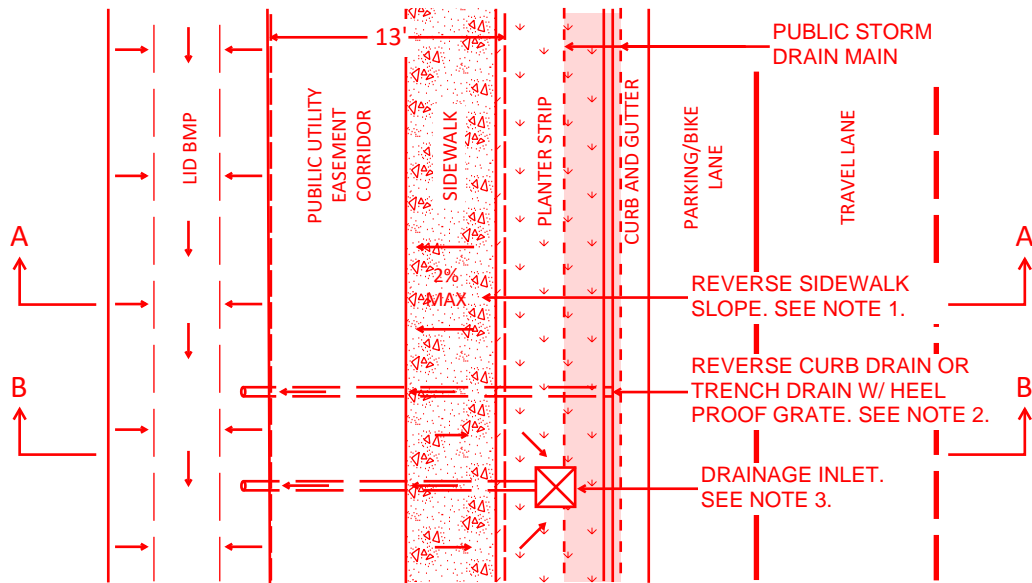 13'
PUBLIC STORM
DRAIN MAIN
LID BMP
PUBILIC UTILITY
EASEMENT
CORRIDOR
SIDEWALK
PLANTER STRIP
CURB AND GUTTER
PARKING/BIKE
LANE
TRAVEL LANE
A
A
2%
MAX
REVERSE SIDEWALK
SLOPE. SEE NOTE 1.
B
B
REVERSE CURB DRAIN OR
TRENCH DRAIN W/ HEEL
PROOF GRATE. SEE NOTE 2.
DRAINAGE INLET.
SEE NOTE 3.